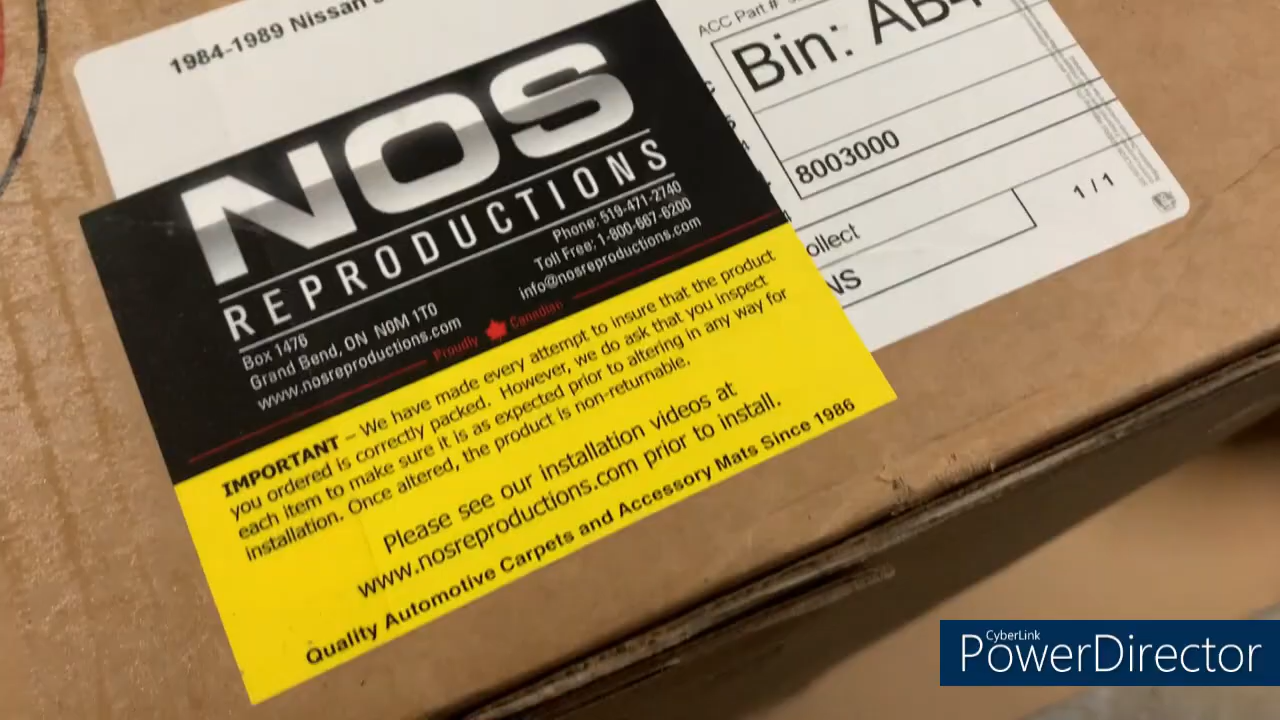 1984-1989 Nissan
NOS
REPRODUCTIONS
Box 1476
Grand Bend, ON N0M 1T0
www.nosreproductions.com
Phone: 519-471-2740
Toll Free: 1-800-667-6200
info@nosreproductions.com
Proudly Canadian
IMPORTANT – We have made every attempt to insure that the product
you ordered is correctly packed. However, we do ask that you inspect
each item to make sure it is as expected prior to altering in any way for
installation. Once altered, the product is non-returnable.
Please see our installation videos at
www.nosreproductions.com prior to install.
Quality Automotive Carpets and Accessory Mats Since 1986
ACC Part #
Bin: AB4
8003000
1 / 1
ollect
NS
CyberLink
PowerDirector